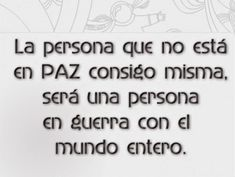 La persona que no está
en PAZ consigo misma,
será una persona
en guerra con el
mundo entero.